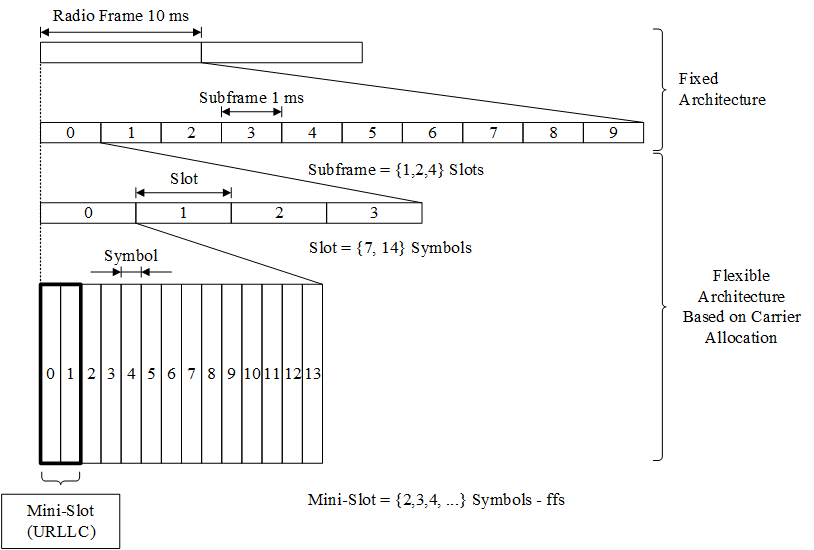 Radio Frame 10 ms
Fixed
Architecture
Subframe 1 ms
0 1 2 3 4 5 6 7 8 9
Subframe = {1,2,4} Slots
Slot
0 1 2 3
Slot = {7, 14} Symbols
Symbol
Flexible
Architecture
Based on Carrier
Allocation
0 1 2 3 4 5 6 7 8 9 10 11 12 13
Mini-Slot = {2,3,4, ...} Symbols - ffs
Mini-Slot
(URLLC)